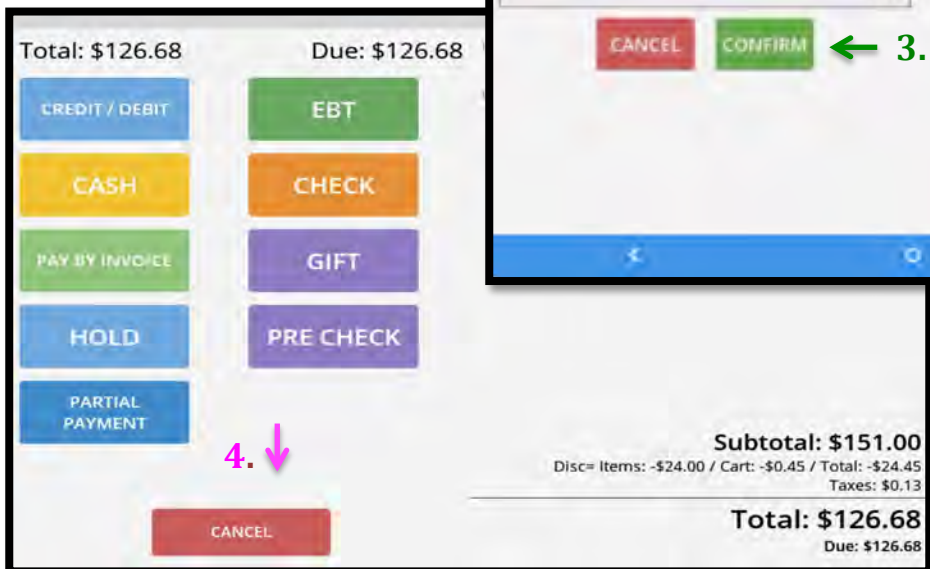 CANCEL CONFIRM 3.
Total: $126.68 Due: $126.68
CREDIT / DEBIT EBT
CASH CHECK
PAY BY INVOICE GIFT
HOLD PRE CHECK
PARTIAL
PAYMENT
4.
CANCEL
Subtotal: $151.00
Disc= Items: -$24.00 / Cart: -$0.45 / Total: -$24.45
Taxes: $0.13
Total: $126.68
Due: $126.68